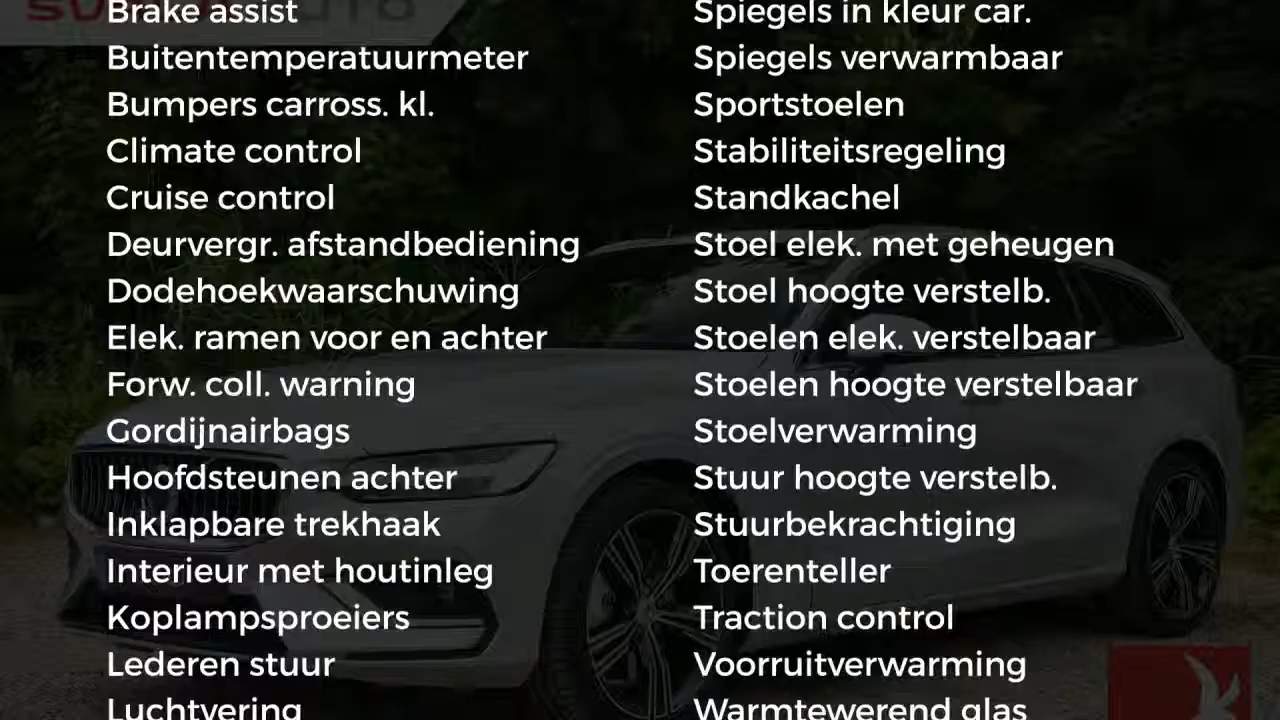 Brake assist
Buitentemperatuurmeter
Bumpers carross. kl.
Climate control
Cruise control
Deurvergr. afstandbediening
Dodehoekwaarschuwing
Elek. ramen voor en achter
Forw. coll. warning
Gordijnairbags
Hoofdsteunen achter
Inklapbare trekhaak
Interieur met houtinleg
Koplampsproeiers
Lederen stuur
Luchtvering
Spiegels in kleur car.
Spiegels verwarmbaar
Sportstoelen
Stabiliteitsregeling
Standkachel
Stoel elek. met geheugen
Stoel hoogte verstelb.
Stoelen elek. verstelbaar
Stoelen hoogte verstelbaar
Stoelverwarming
Stuur hoogte verstelb.
Stuurbekrachtiging
Toerenteller
Traction control
Voorruitverwarming
Warmtewerend glas